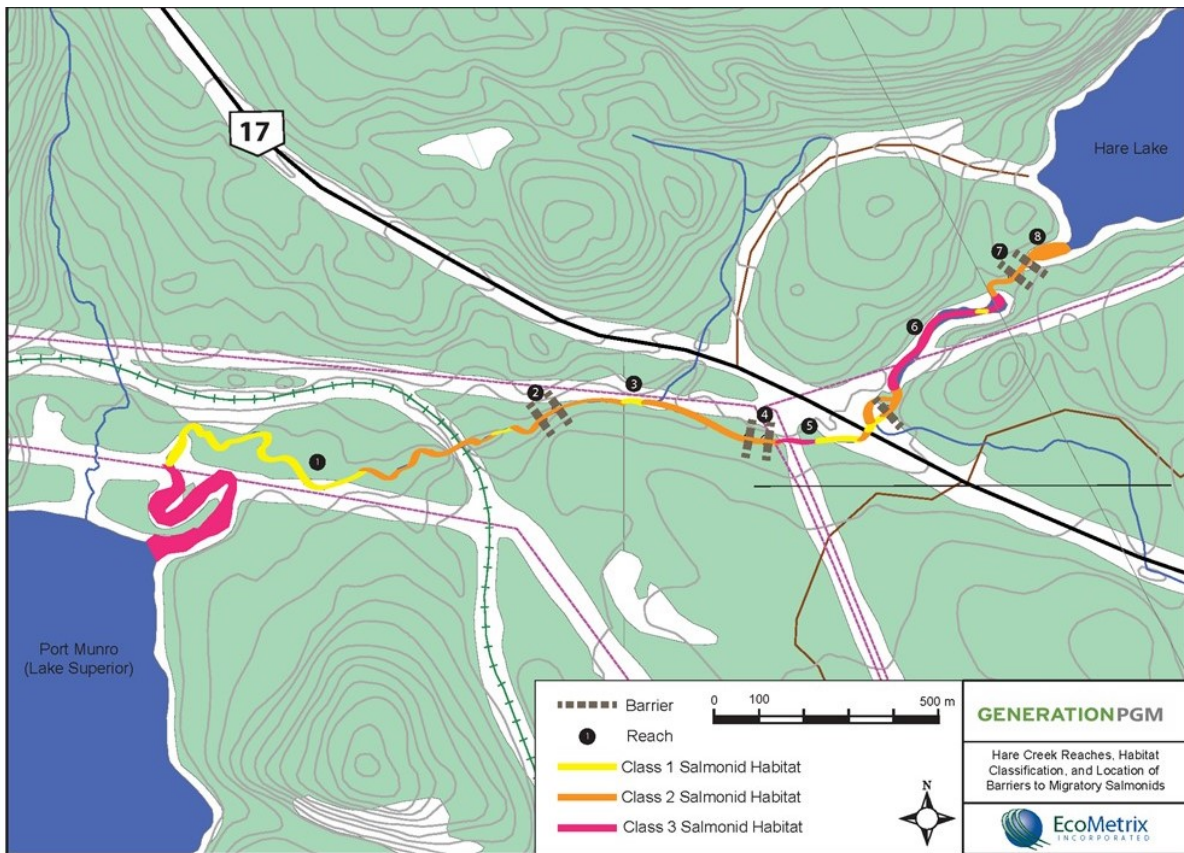 17
Hare Lake
8
7
6
2
3
4
5
1
Port Munro
(Lake Superior)
Barrier
1 Reach
Class 1 Salmonid Habitat
Class 2 Salmonid Habitat
Class 3 Salmonid Habitat
0 100 500 m
N
GENERATIONPGM
Hare Creek Reaches, Habitat
Classification, and Location of
Barriers to Migratory Salmonids
EcoMetrix
INCORPORATED